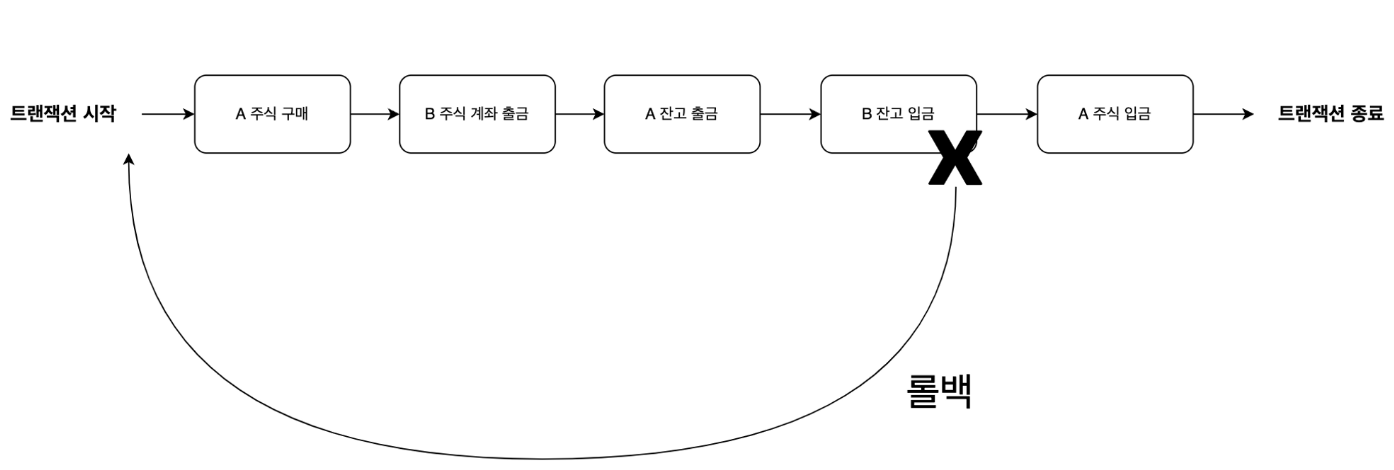 트랜잭션 시작
A 주식 구매
B 주식 계좌 출금
A 잔고 출금
B 잔고 입금
A 주식 입금
트랜잭션 종료
X
롤백